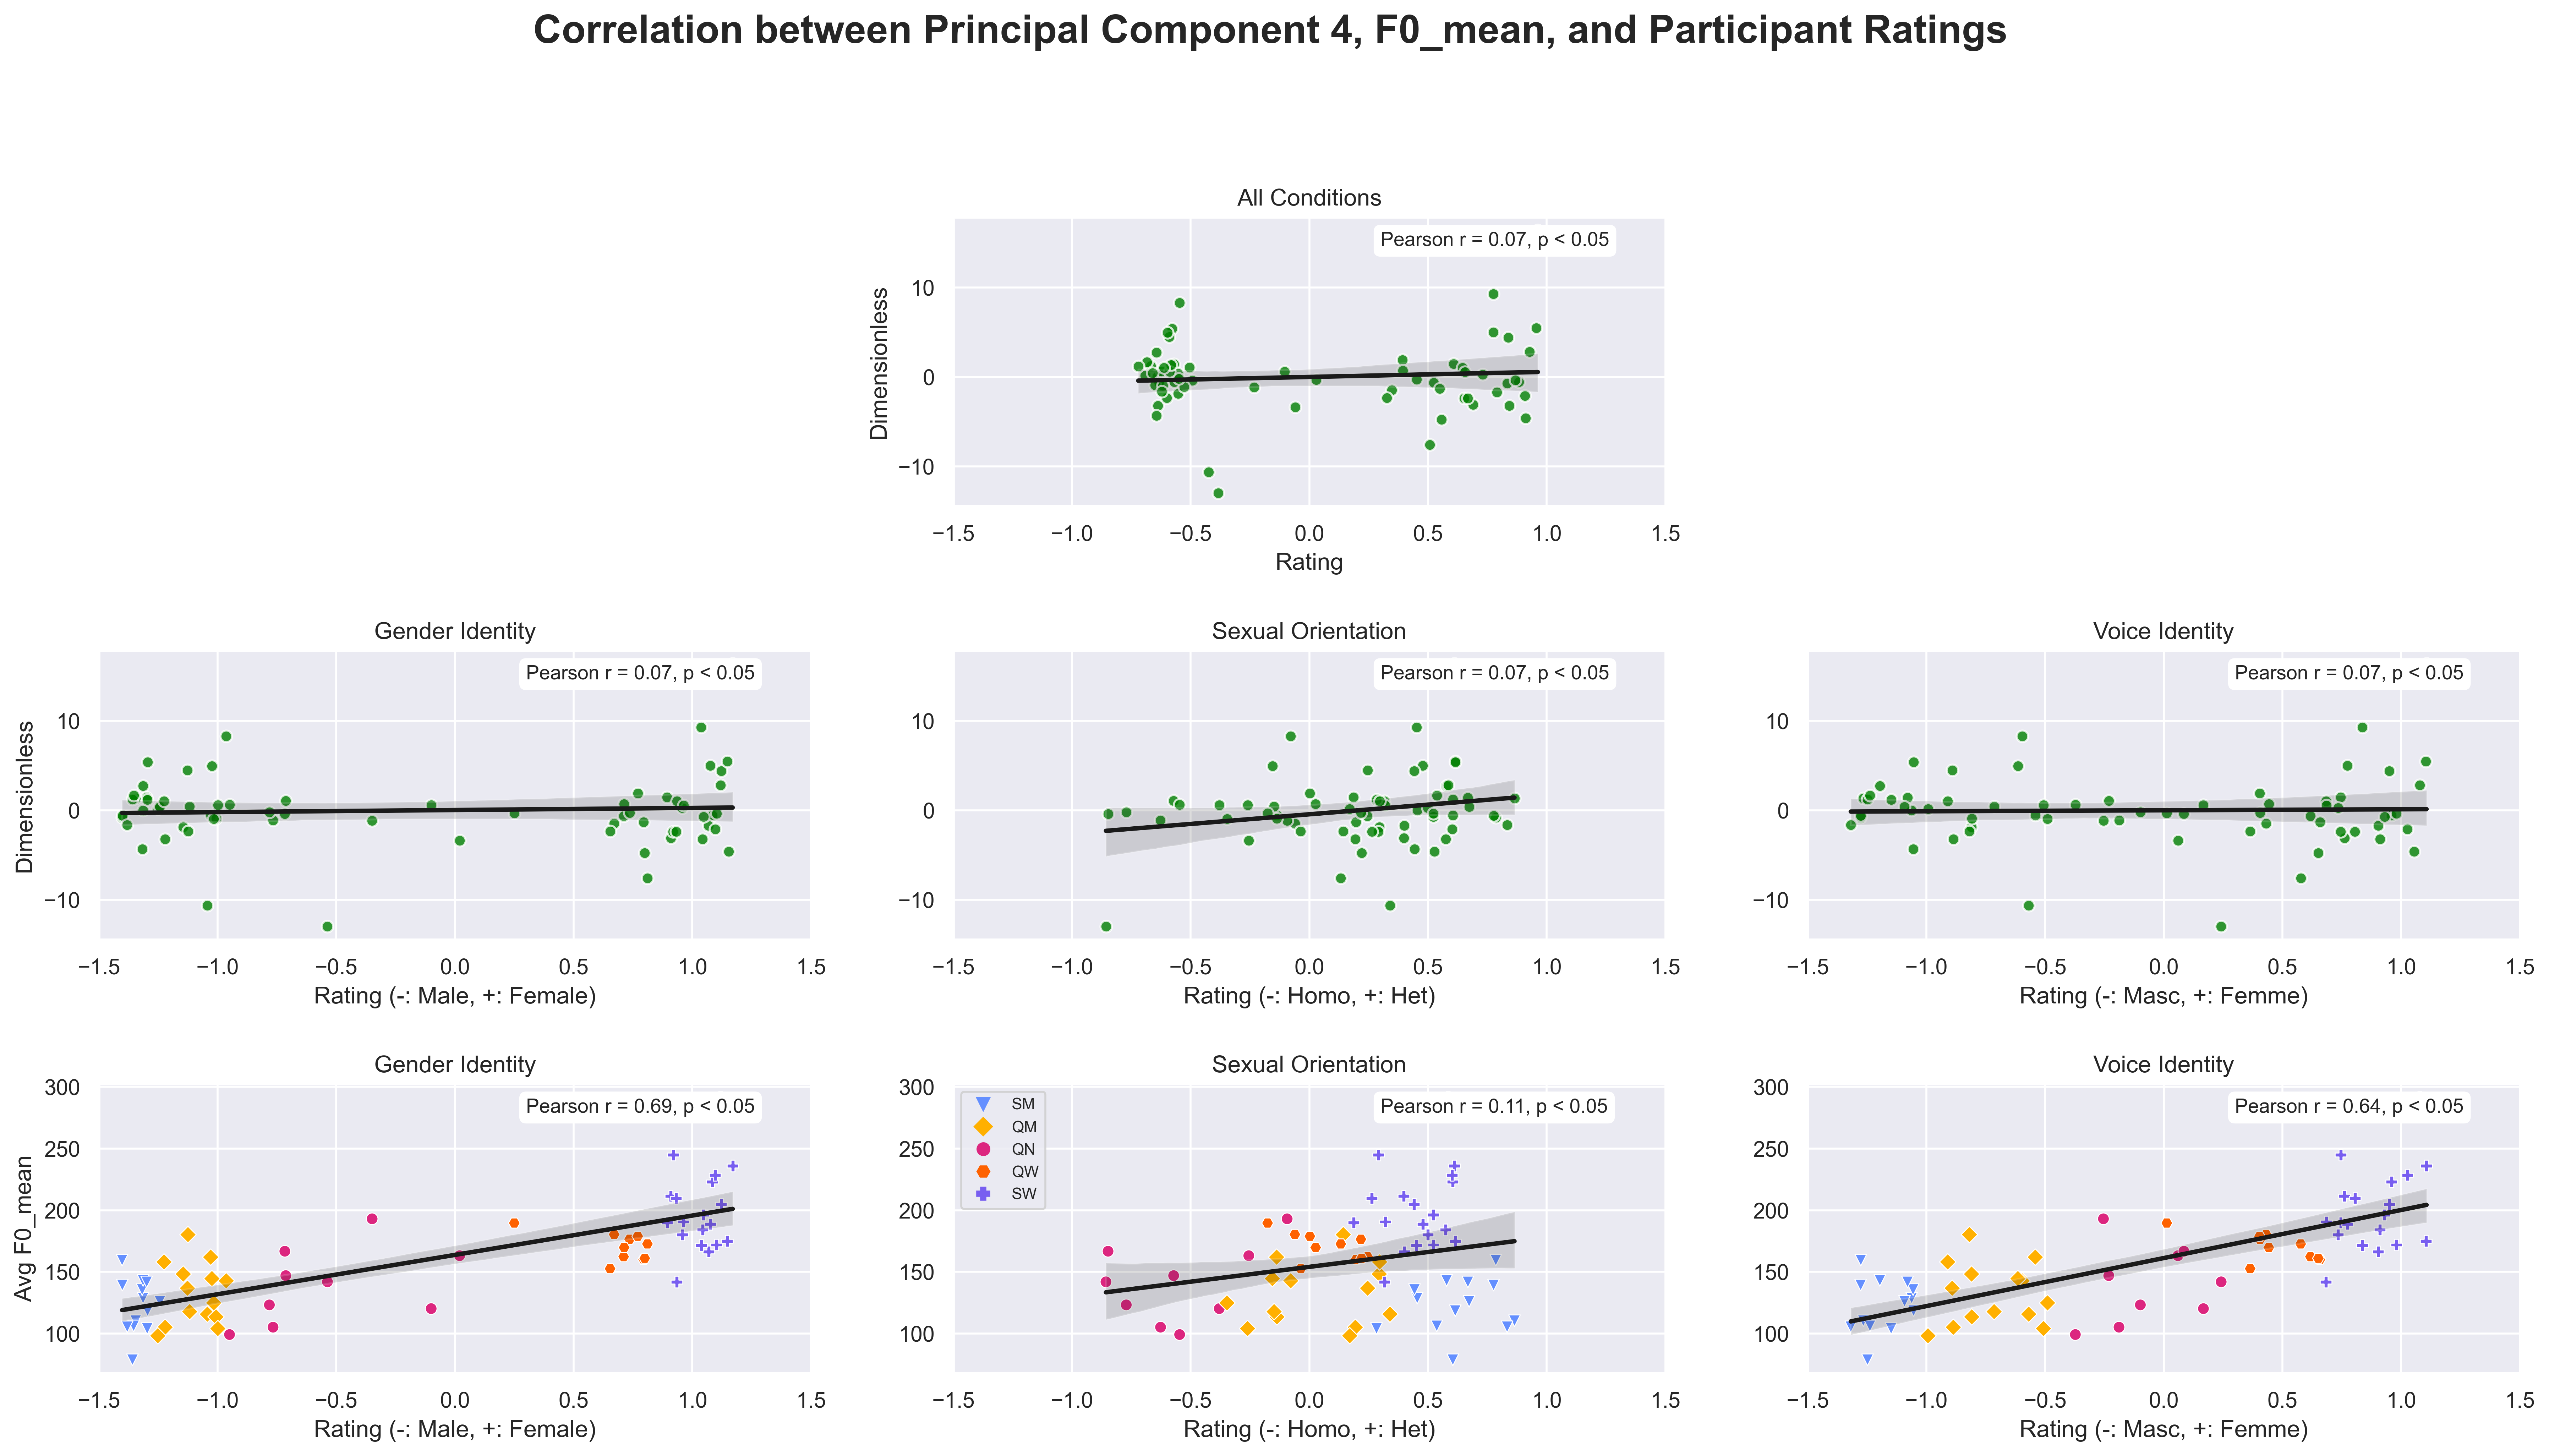 Correlation between Principal Component 4, F0_mean, and Participant Ratings
All Conditions
Pearson r = 0.07, p < 0.05
Dimensionless
10
0
−10
−1.5 −1.0 −0.5 0.0 0.5 1.0 1.5
Rating
Gender Identity
Pearson r = 0.07, p < 0.05
Dimensionless
10
0
−10
−1.5 −1.0 −0.5 0.0 0.5 1.0 1.5
Rating (-: Male, +: Female)
Sexual Orientation
Pearson r = 0.07, p < 0.05
10
0
−10
−1.5 −1.0 −0.5 0.0 0.5 1.0 1.5
Rating (-: Homo, +: Het)
Voice Identity
Pearson r = 0.07, p < 0.05
10
0
−10
−1.5 −1.0 −0.5 0.0 0.5 1.0 1.5
Rating (-: Masc, +: Femme)
Gender Identity
Pearson r = 0.69, p < 0.05
Avg F0_mean
300
250
200
150
100
−1.5 −1.0 −0.5 0.0 0.5 1.0 1.5
Rating (-: Male, +: Female)
Sexual Orientation
Pearson r = 0.11, p < 0.05
SM
QM
QN
QW
SW
300
250
200
150
100
−1.5 −1.0 −0.5 0.0 0.5 1.0 1.5
Rating (-: Homo, +: Het)
Voice Identity
Pearson r = 0.64, p < 0.05
300
250
200
150
100
−1.5 −1.0 −0.5 0.0 0.5 1.0 1.5
Rating (-: Masc, +: Femme)